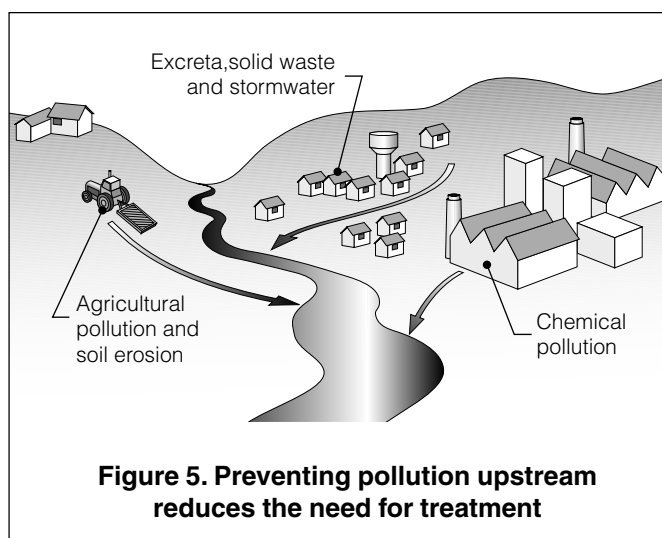 Excreta,solid waste
and stormwater
Agricultural
pollution and
soil erosion
Chemical
pollution
Figure 5. Preventing pollution upstream
reduces the need for treatment